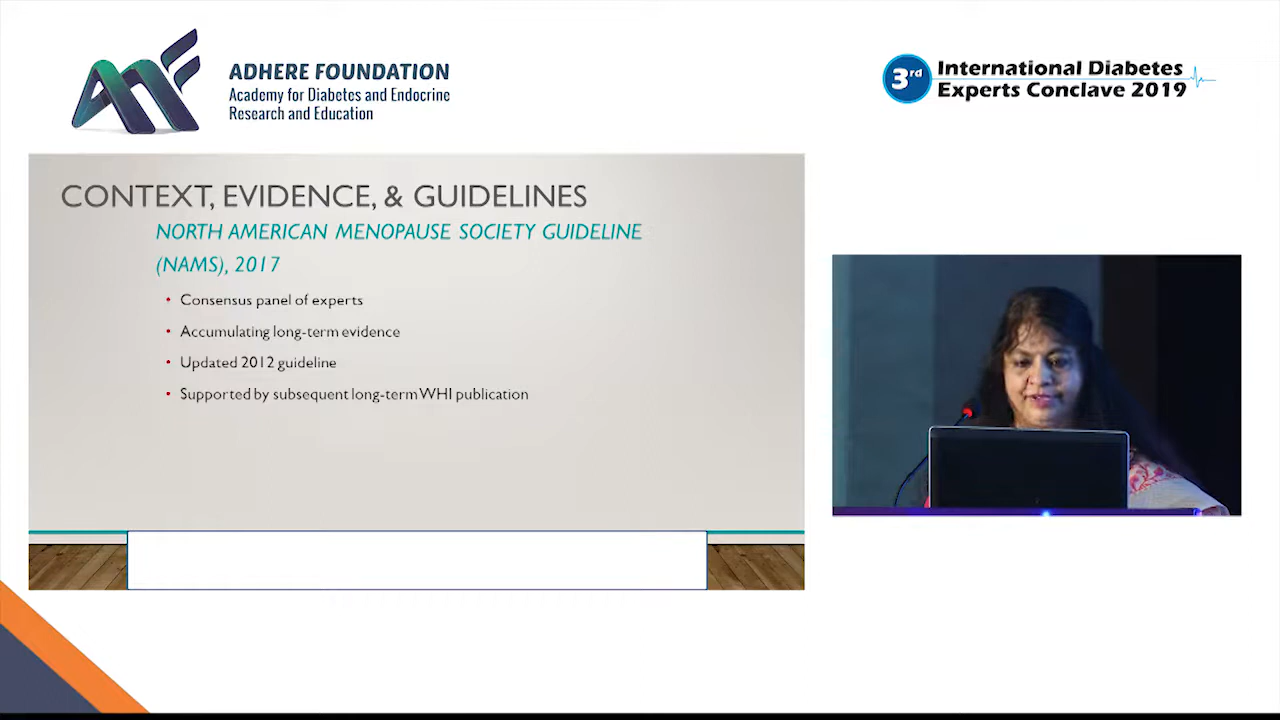 ADHERE FOUNDATION
Academy for Diabetes and Endocrine
Research and Education
3rd International Diabetes
Experts Conclave 2019
CONTEXT, EVIDENCE, & GUIDELINES
NORTH AMERICAN MENOPAUSE SOCIETY GUIDELINE
(NAMS), 2017
• Consensus panel of experts
• Accumulating long-term evidence
• Updated 2012 guideline
• Supported by subsequent long-term WHI publication